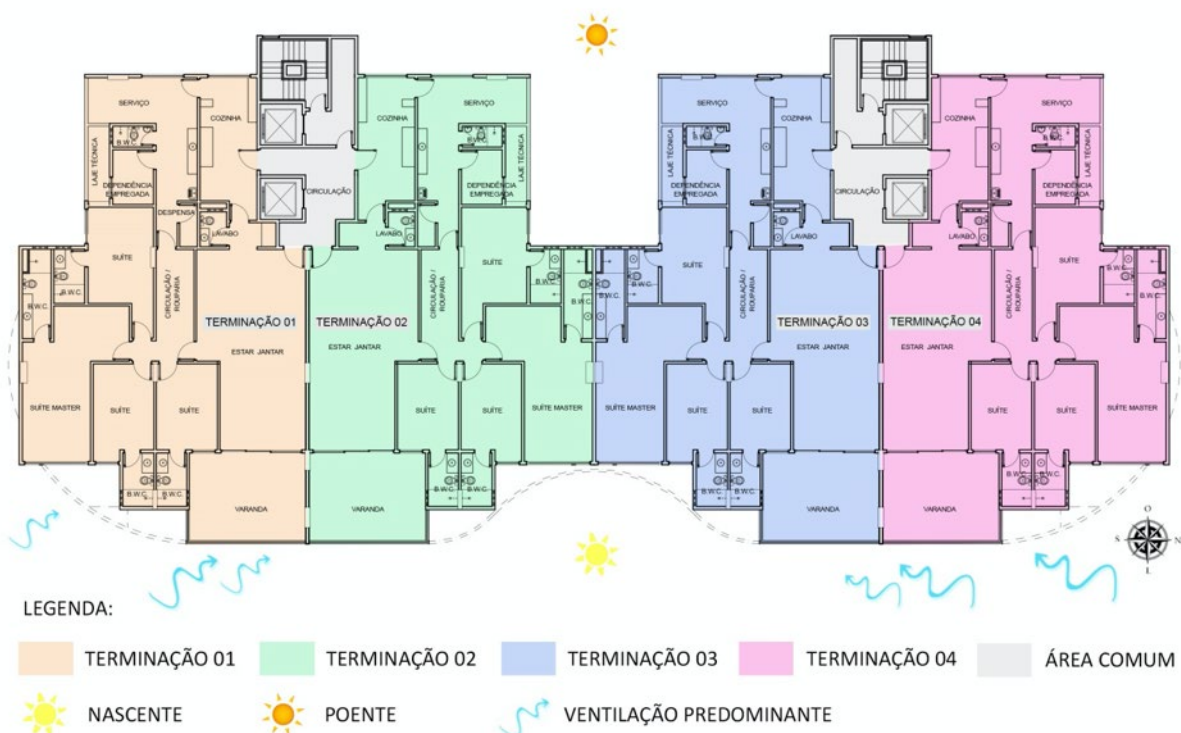 SERVIÇO
COZINHA
COZINHA
SERVIÇO
SERVIÇO
COZINHA
COZINHA
SERVIÇO
LAJE TÉCNICA
B.W.C.
B.W.C.
LAJE TÉCNICA
LAJE TÉCNICA
B.W.C.
B.W.C.
LAJE TÉCNICA
DEPENDÊNCIA
EMPREGADA
CIRCULAÇÃO
DEPENDÊNCIA
EMPREGADA
DEPENDÊNCIA
EMPREGADA
CIRCULAÇÃO
DEPENDÊNCIA
EMPREGADA
DESPENSA
LAVABO
LAVABO
LAVABO
LAVABO
SUÍTE
SUÍTE
SUÍTE
SUÍTE
B.W.C.
B.W.C.
CIRCULAÇÃO /
ROUPARIA
CIRCULAÇÃO /
ROUPARIA
B.W.C.
B.W.C.
B.W.C.
B.W.C.
CIRCULAÇÃO /
ROUPARIA
CIRCULAÇÃO /
ROUPARIA
B.W.C.
B.W.C.
TERMINAÇÃO 01
TERMINAÇÃO 02
TERMINAÇÃO 03
TERMINAÇÃO 04
ESTAR JANTAR
ESTAR JANTAR
ESTAR JANTAR
ESTAR JANTAR
SUÍTE MASTER
SUÍTE
SUÍTE
SUÍTE
SUÍTE
SUÍTE MASTER
SUÍTE MASTER
SUÍTE
SUÍTE
SUÍTE
SUÍTE
SUÍTE MASTER
B.W.C.
B.W.C.
B.W.C.
B.W.C.
B.W.C.
B.W.C.
B.W.C.
B.W.C.
VARANDA
VARANDA
VARANDA
VARANDA
O
S
N
L
LEGENDA:
TERMINAÇÃO 01
TERMINAÇÃO 02
TERMINAÇÃO 03
TERMINAÇÃO 04
ÁREA COMUM
NASCENTE
POENTE
VENTILAÇÃO PREDOMINANTE